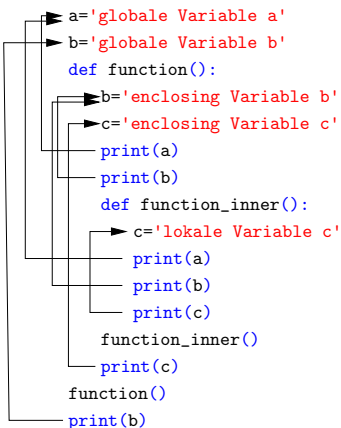 a='globale Variable a'
b='globale Variable b'
def function():
b='enclosing Variable b'
c='enclosing Variable c'
print(a)
print(b)
def function_inner():
c='lokale Variable c'
print(a)
print(b)
print(c)
function_inner()
print(c)
function()
print(b)